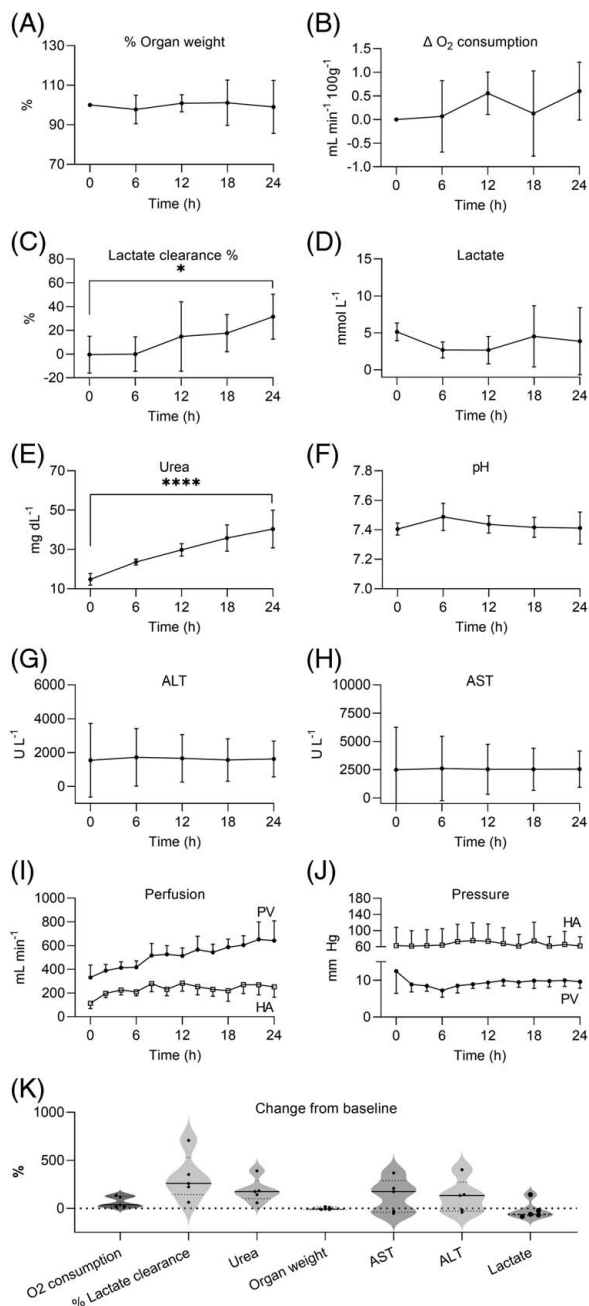 (A)
% Organ weight
%
130
110
90
70
0 6 12 18 24
Time (h)
(B)
Δ O₂ consumption
mL min⁻¹ 100g⁻¹
1.5
1.0
0.5
0.0
-0.5
-1.0
0 6 12 18 24
Time (h)
(C)
Lactate clearance %
*
%
80
60
40
20
0
-20
0 6 12 18 24
Time (h)
(D)
Lactate
mmol L⁻¹
15
10
5
0
0 6 12 18 24
Time (h)
(E)
Urea
****
mg dL⁻¹
70
50
30
10
0 6 12 18 24
Time (h)
(F)
pH
7.8
7.6
7.4
7.2
7.0
0 6 12 18 24
Time (h)
(G)
ALT
U L⁻¹
6000
4000
2000
0
0 6 12 18 24
Time (h)
(H)
AST
U L⁻¹
10000
7500
5000
2500
0
0 6 12 18 24
Time (h)
(I)
Perfusion
mL min⁻¹
1000
800
600
400
200
0
PV
HA
0 6 12 18 24
Time (h)
(J)
Pressure
mm Hg
180
140
100
60
10
0
HA
PV
0 6 12 18 24
Time (h)
(K)
Change from baseline
%
1000
500
0
O2 consumption
% Lactate clearance
Urea
Organ weight
AST
ALT
Lactate